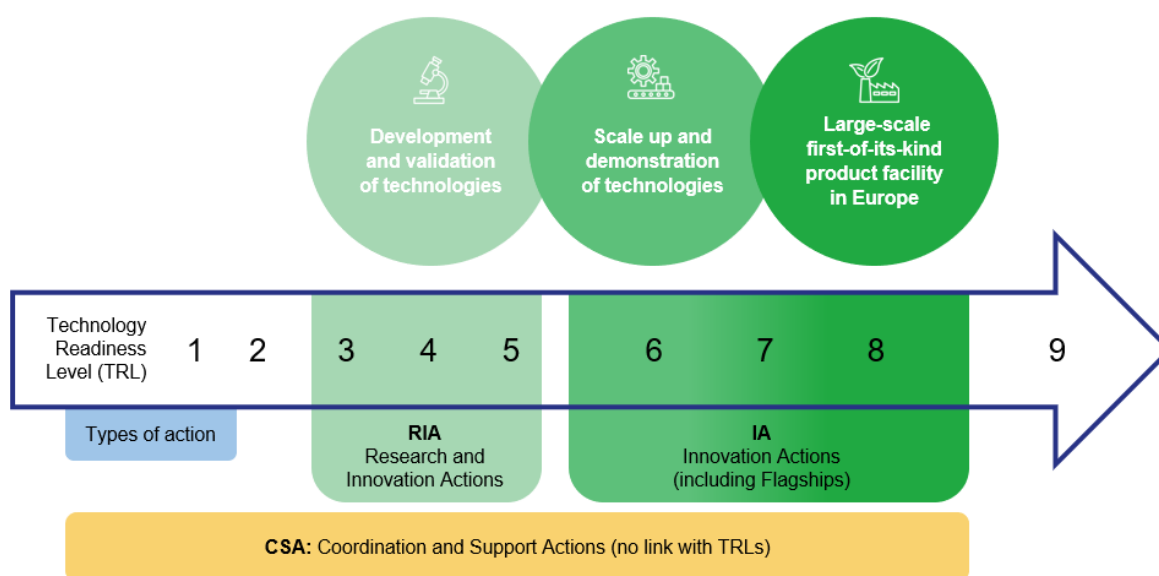 Development
and validation
of technologies
Scale up and
demonstration
of technologies
Large-scale
first-of-its-kind
product facility
in Europe
Technology
Readiness
Level (TRL)
1 2 3 4 5 6 7 8 9
Types of action
RIA
Research and
Innovation Actions
IA
Innovation Actions
(including Flagships)
CSA: Coordination and Support Actions (no link with TRLs)